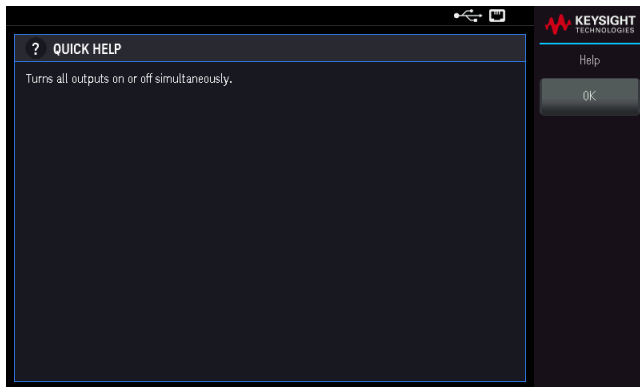 KEYSIGHT
TECHNOLOGIES
? QUICK HELP
Help
Turns all outputs on or off simultaneously.
OK